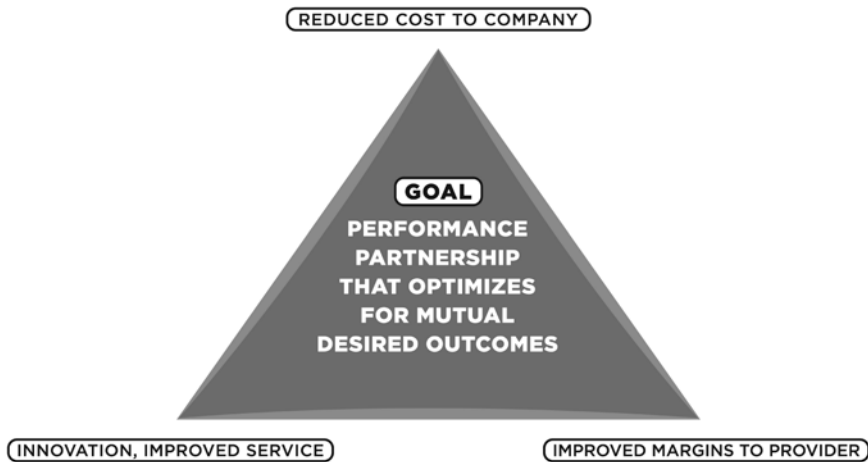 REDUCED COST TO COMPANY
GOAL
PERFORMANCE
PARTNERSHIP
THAT OPTIMIZES
FOR MUTUAL
DESIRED OUTCOMES
INNOVATION, IMPROVED SERVICE
IMPROVED MARGINS TO PROVIDER